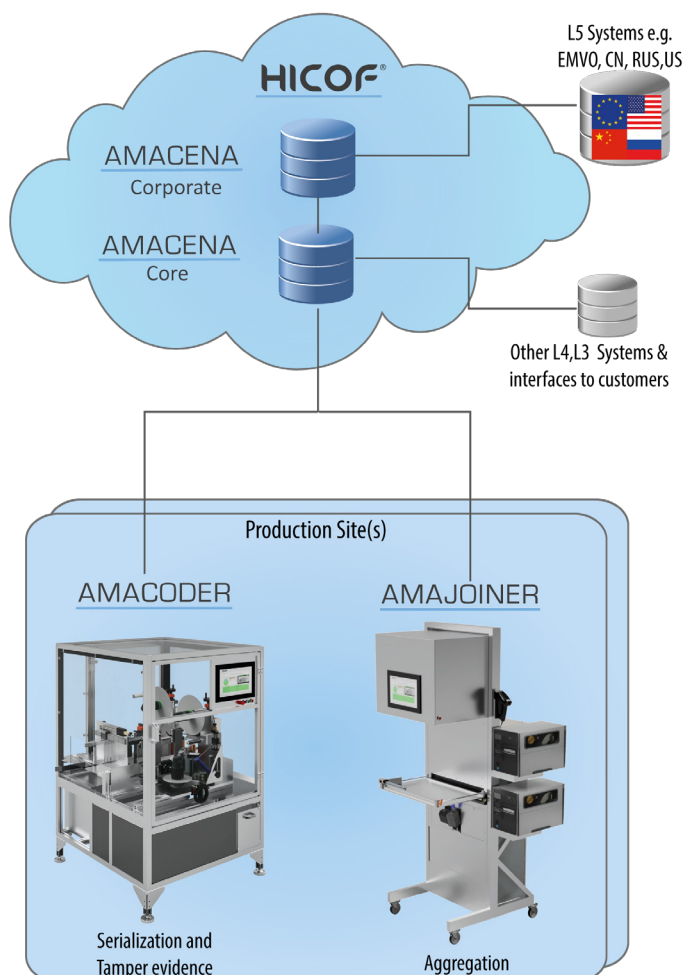 L5 Systems e.g.
EMVO, CN, RUS,US
HICOF®
AMACENA
Corporate
AMACENA
Core
Other L4,L3 Systems &
interfaces to customers
Production Site(s)
AMACODER
AMAJOINER
Serialization and
Tamper evidence
Aggregation